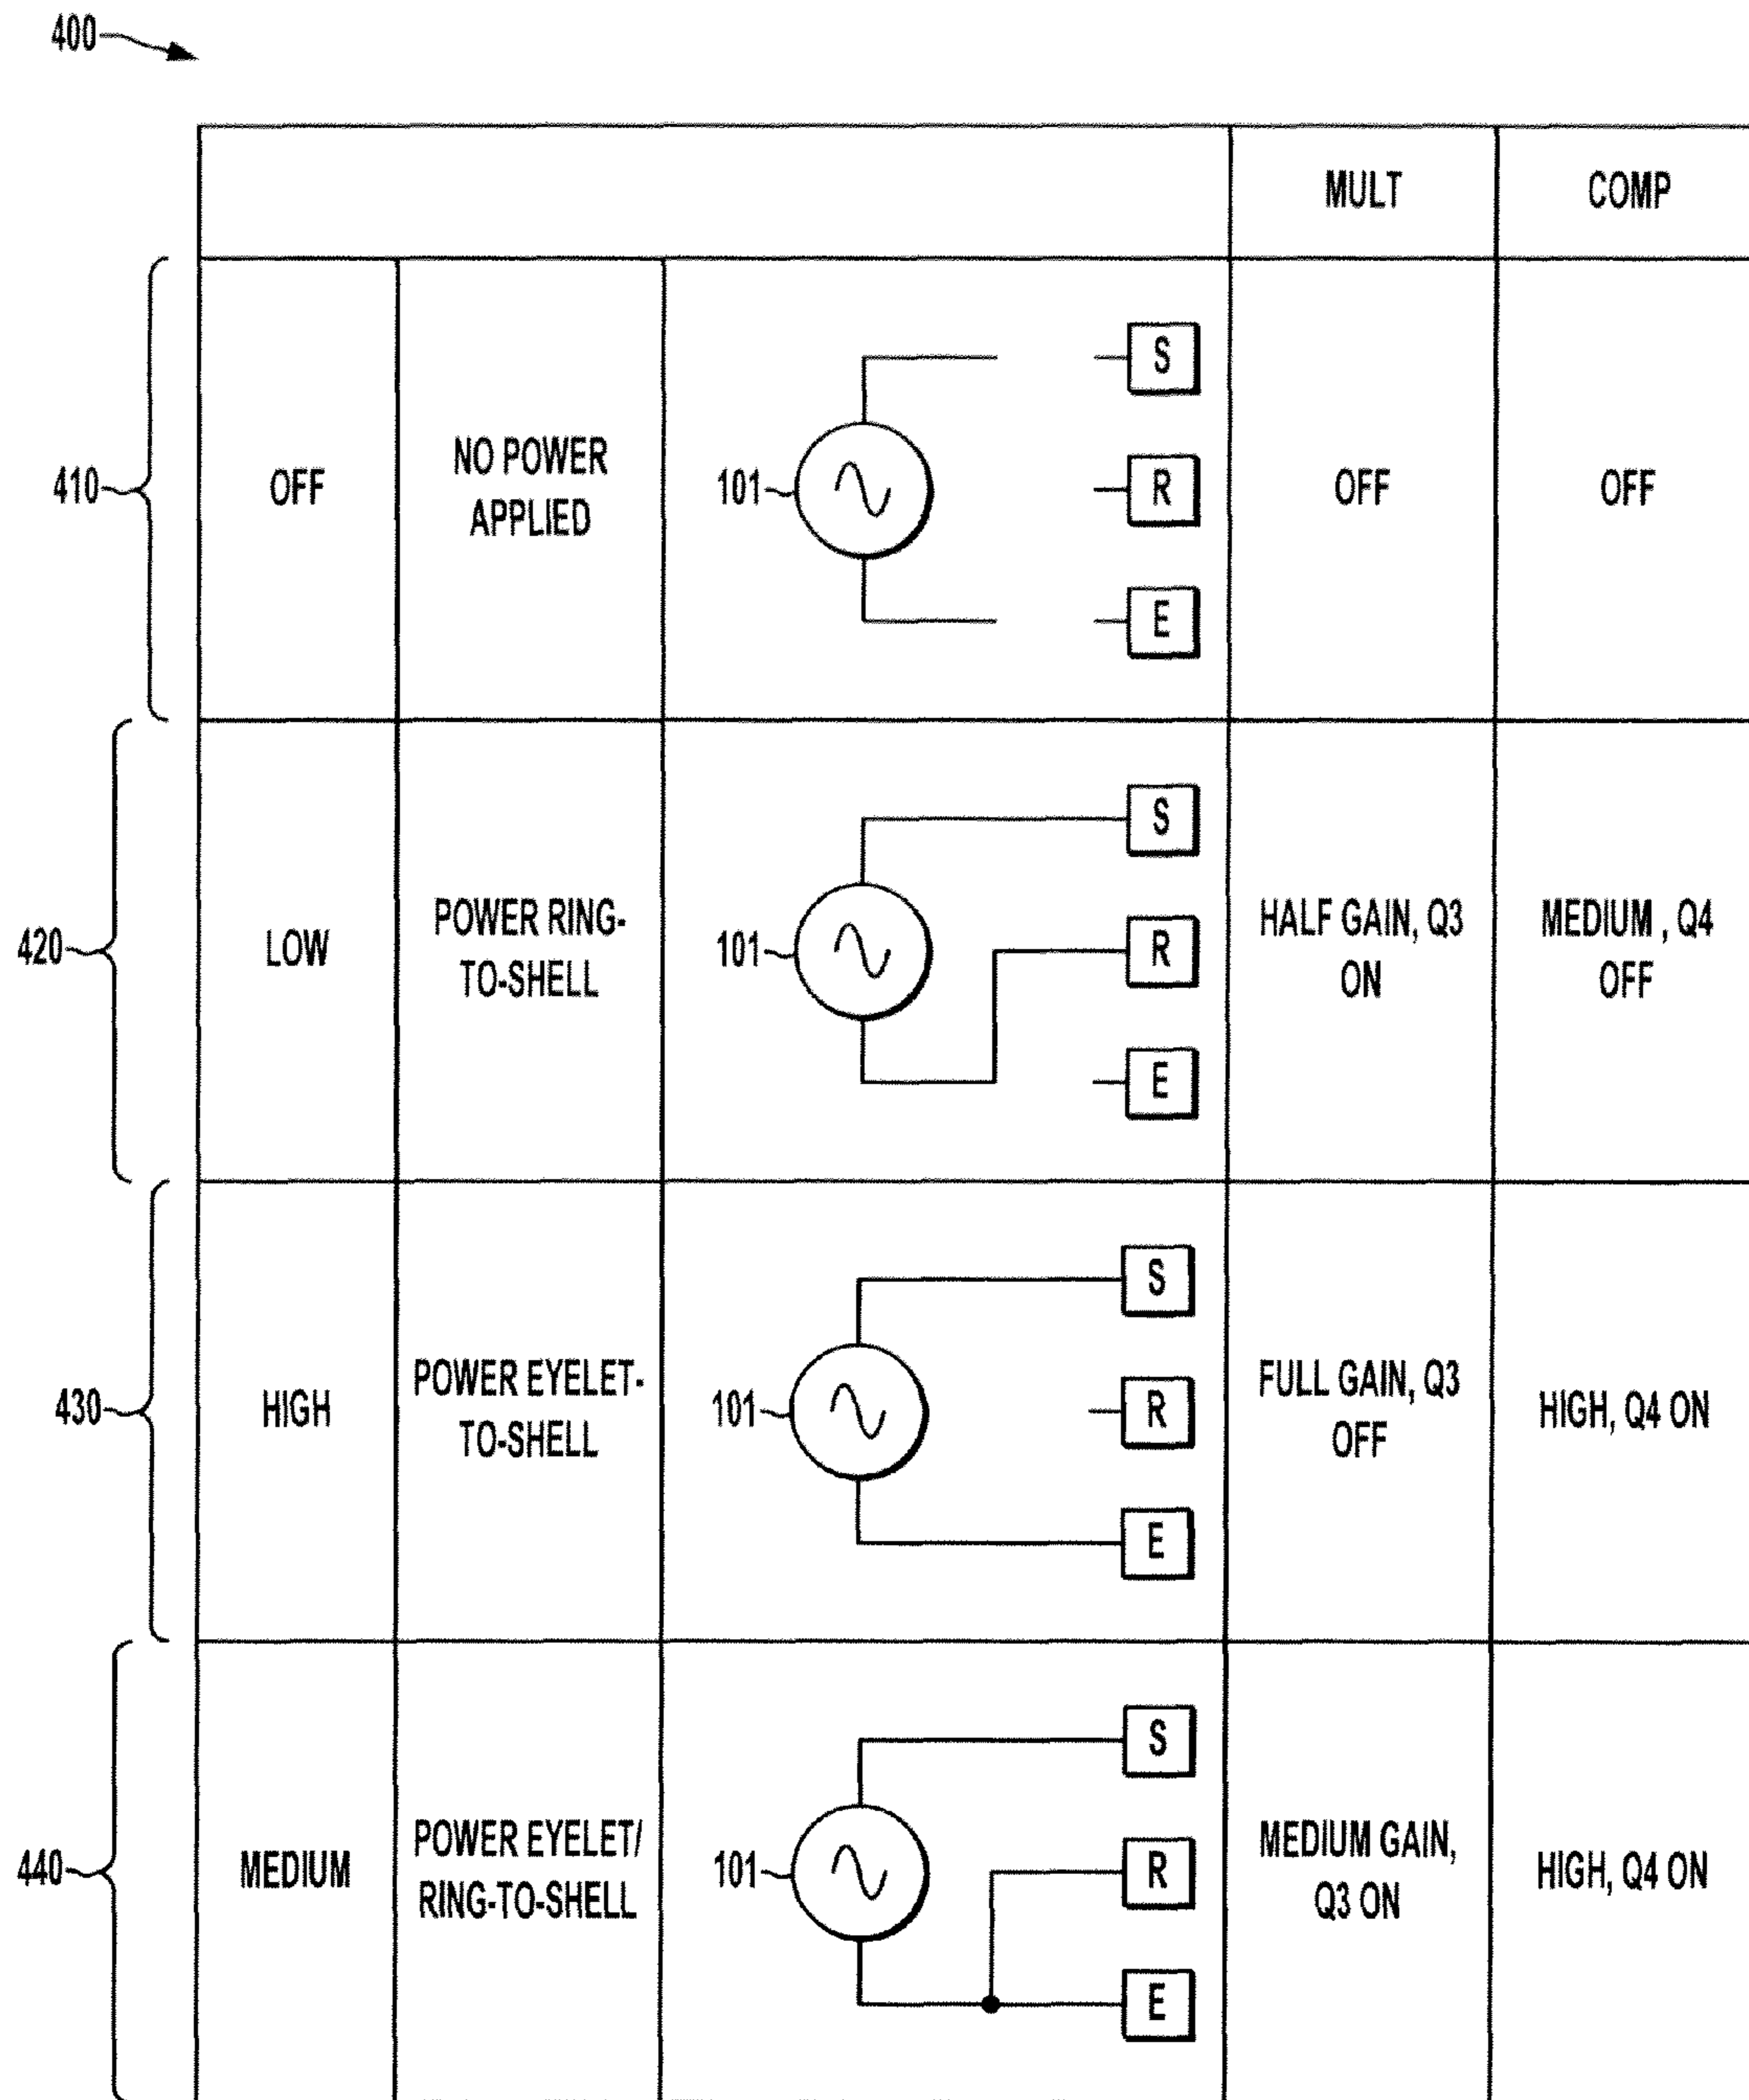 400
MULT
COMP
410
OFF
NO POWER
APPLIED
101
S
R
E
OFF
OFF
420
LOW
POWER RING-
TO-SHELL
101
S
R
E
HALF GAIN, Q3
ON
MEDIUM , Q4
OFF
430
HIGH
POWER EYELET-
TO-SHELL
101
S
R
E
FULL GAIN, Q3
OFF
HIGH, Q4 ON
440
MEDIUM
POWER EYELET/
RING-TO-SHELL
101
S
R
E
MEDIUM GAIN,
Q3 ON
HIGH, Q4 ON